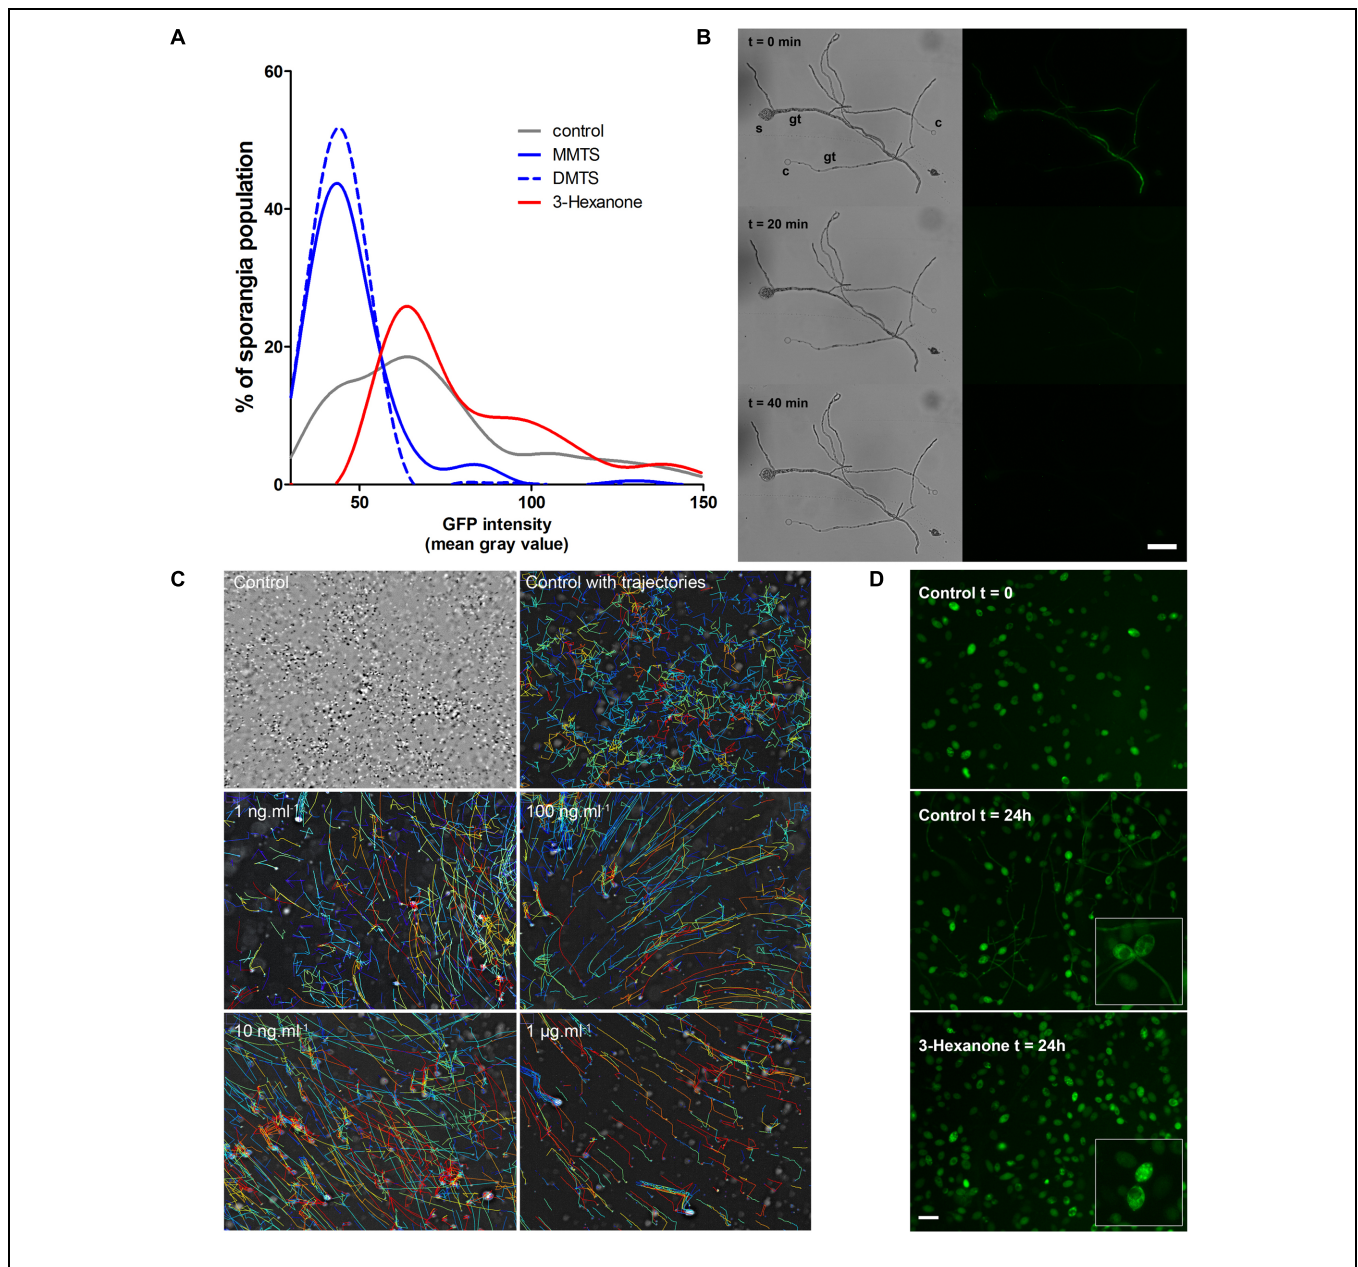 A
60
40
20
0
% of sporangia population
50
100
150
GFP intensity
(mean gray value)
control
MMTS
DMTS
3-Hexanone
B
t = 0 min
s
gt
c
gt
c
t = 20 min
t = 40 min
C
Control
Control with trajectories
1 ng.ml⁻¹
100 ng.ml⁻¹
10 ng.ml⁻¹
1 µg.ml⁻¹
D
Control t = 0
Control t = 24h
3-Hexanone t = 24h